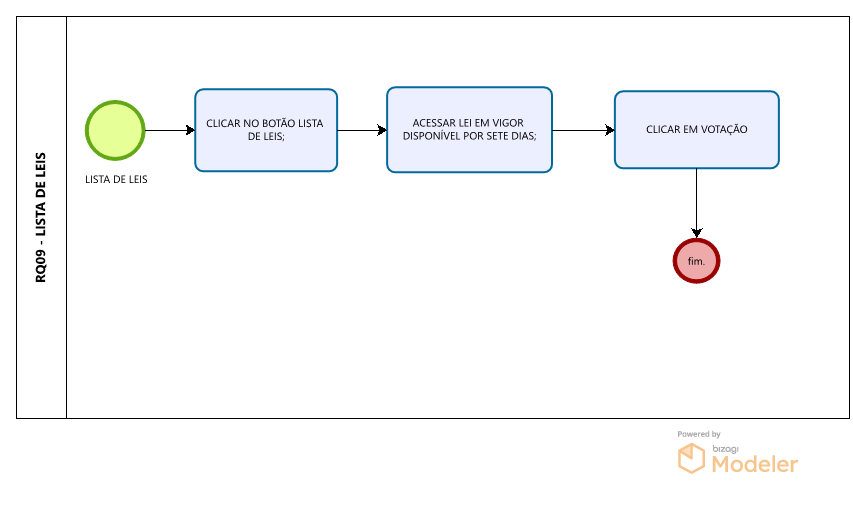 RQ09 - LISTA DE LEIS
LISTA DE LEIS
CLICAR NO BOTÃO LISTA
DE LEIS;
ACESSAR LEI EM VIGOR
DISPONÍVEL POR SETE DIAS;
CLICAR EM VOTAÇÃO
fim.
Powered by
bizagi
Modeler